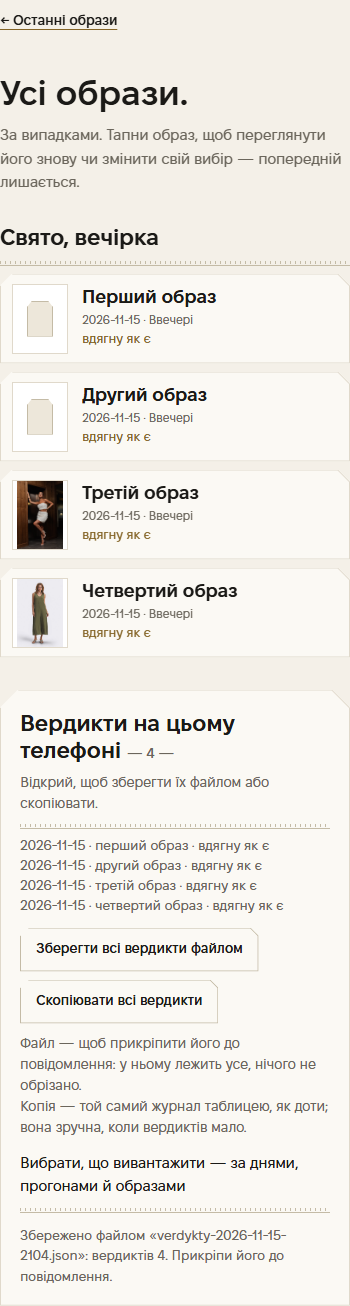 ← Останні образи
Усі образи.
За випадками. Тапни образ, щоб переглянути
його знову чи змінити свій вибір — попередній
лишається.
Свято, вечірка
Перший образ
2026-11-15 · Ввечері
вдягну як є
Другий образ
2026-11-15 · Ввечері
вдягну як є
Третій образ
2026-11-15 · Ввечері
вдягну як є
Четвертий образ
2026-11-15 · Ввечері
вдягну як є
Вердикти на цьому
телефоні — 4 —
Відкрий, щоб зберегти їх файлом або
скопіювати.
2026-11-15 · перший образ · вдягну як є
2026-11-15 · другий образ · вдягну як є
2026-11-15 · третій образ · вдягну як є
2026-11-15 · четвертий образ · вдягну як є
Зберегти всі вердикти файлом
Скопіювати всі вердикти
Файл — щоб прикріпити його до
повідомлення: у ньому лежить усе, нічого не
обрізано.
Копія — той самий журнал таблицею, як доти;
вона зручна, коли вердиктів мало.
Вибрати, що вивантажити — за днями,
прогонами й образами
Збережено файлом «verdykty-2026-11-15-
2104.json»: вердиктів 4. Прикріпи його до
повідомлення.